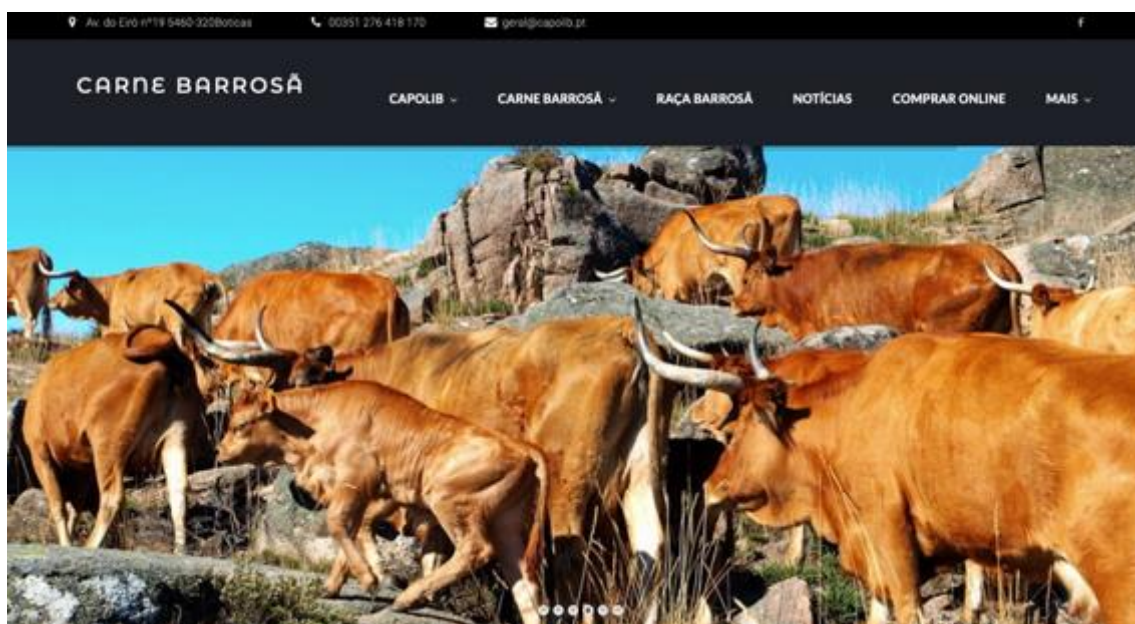 Av. do Eiró nº19 5460-320Boticas
00351 276 418 170
geral@capolib.pt
CARNE BARROSÃ
CAPOLIB
CARNE BARROSÃ
RAÇA BARROSÃ
NOTÍCIAS
COMPRAR ONLINE
MAIS